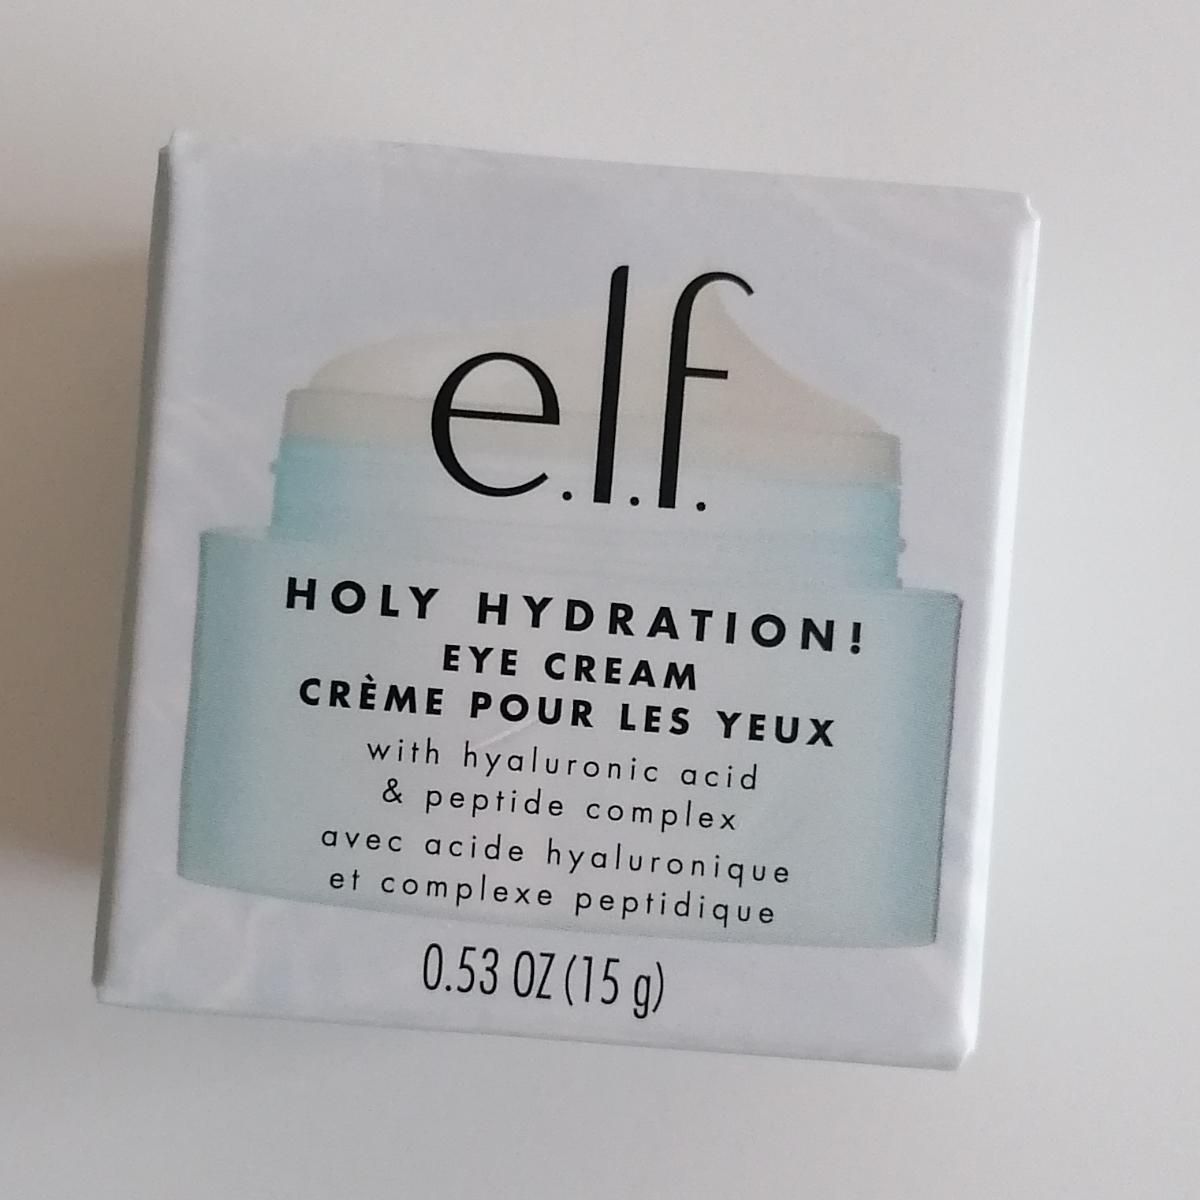 e.l.f.
HOLY HYDRATION!
EYE CREAM
CRÈME POUR LES YEUX
with hyaluronic acid
& peptide complex
avec acide hyaluronique
et complexe peptidique
0.53 OZ (15 g)